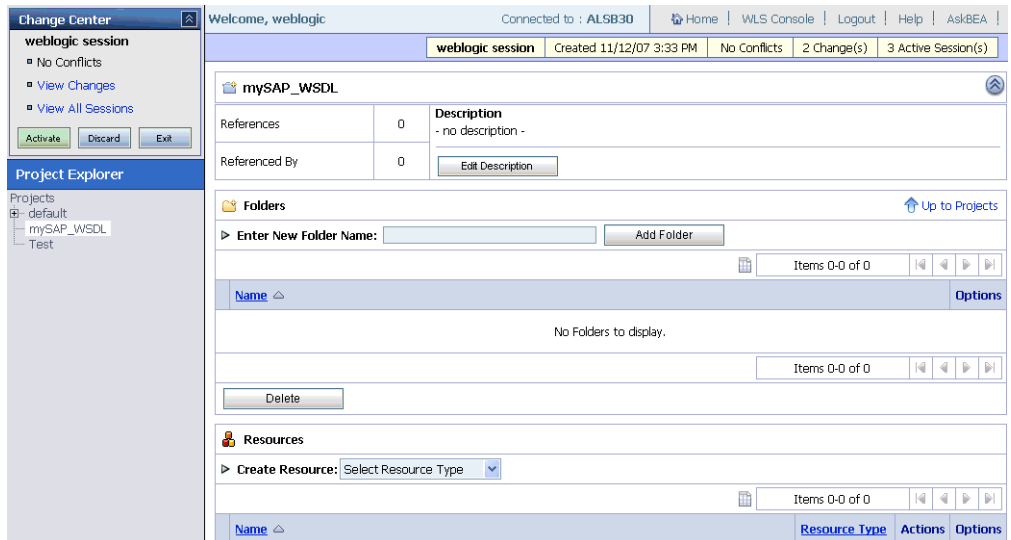 Change Center
weblogic session
No Conflicts
View Changes
View All Sessions
Activate Discard Exit
Project Explorer
Projects
default
mySAP_WSDL
Test
Welcome, weblogic Connected to : ALSB30 Home WLS Console Logout Help AskBEA
weblogic session Created 11/12/07 3:33 PM No Conflicts 2 Change(s) 3 Active Session(s)
mySAP_WSDL
References 0
Description
- no description -
Referenced By 0
Edit Description
Folders Up to Projects
Enter New Folder Name: Add Folder
Items 0-0 of 0
Name Options
No Folders to display.
Items 0-0 of 0
Delete
Resources
Create Resource: Select Resource Type
Items 0-0 of 0
Name Resource Type Actions Options